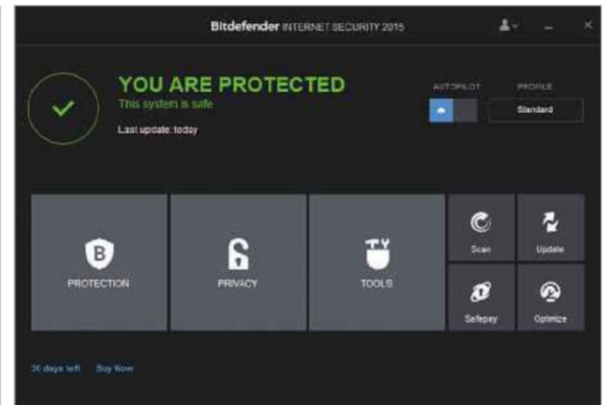 Bitdefender INTERNET SECURITY 2015
YOU ARE PROTECTED
This system is safe
Last update: today
AUTOPILOT
PROFILE
Standard
B
PROTECTION
PRIVACY
TOOLS
Scan
Update
Safepay
Optimize
30 days left Buy Now